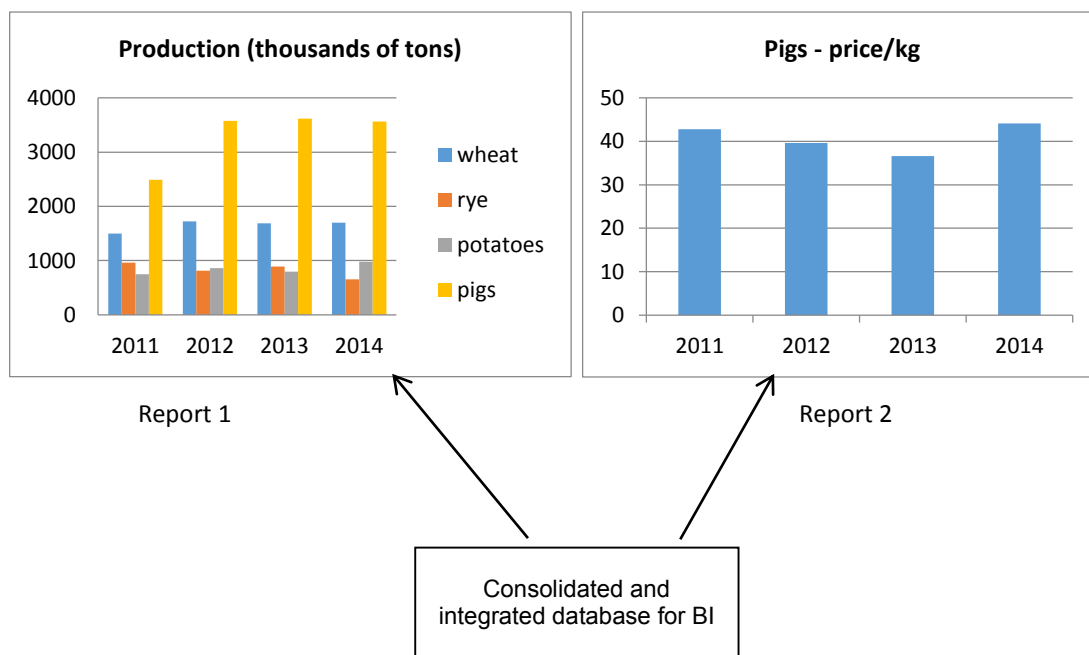 Production (thousands of tons)
4000
3000
2000
1000
0
2011 2012 2013 2014
wheat
rye
potatoes
pigs
Report 1
Pigs - price/kg
50
40
30
20
10
0
2011 2012 2013 2014
Report 2
Consolidated and
integrated database for BI